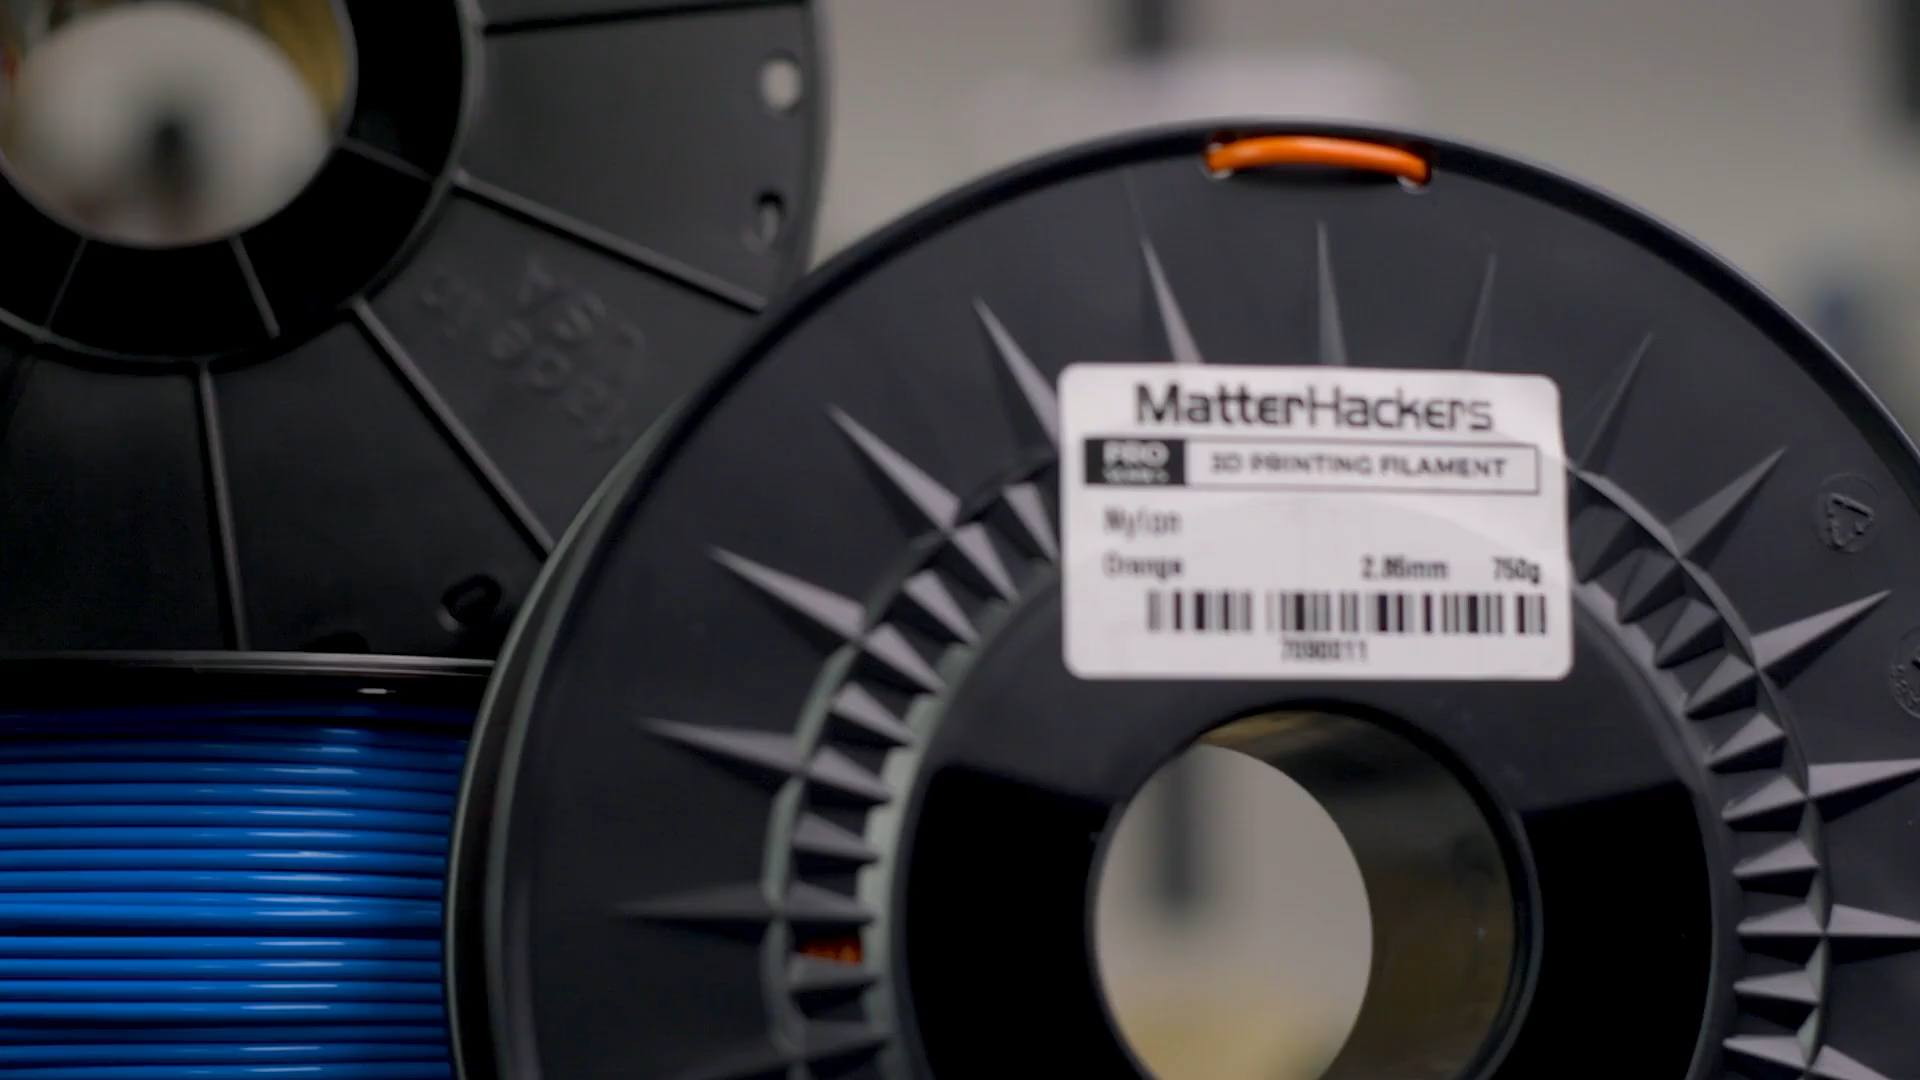 MatterHackers
PRO
3D PRINTING FILAMENT
Nylon
Orange 2.85mm 750g